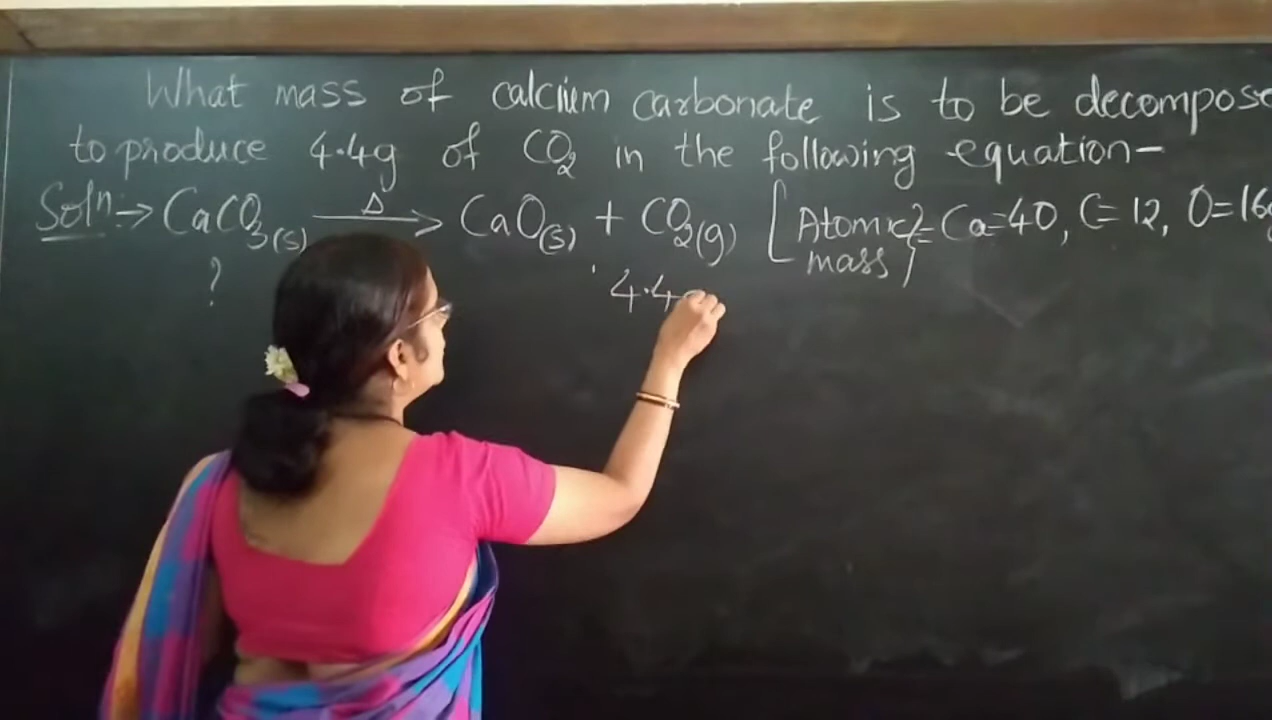 What mass of calcium carbonate is to be decompose
to produce 4.4g of CO2 in the following equation-
Soln:→ CaCO3(s) Δ→ CaO(s) + CO2(g) [Atomic mass}= Ca=40, C=12, O=16
? 4.4